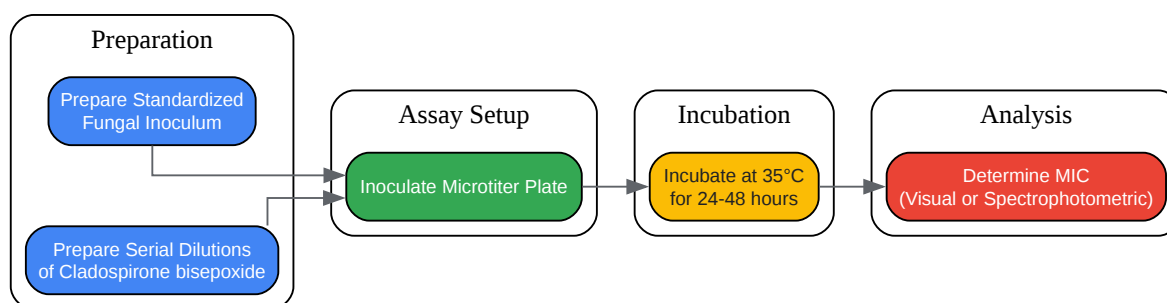 Preparation
Prepare Standardized
Fungal Inoculum
Prepare Serial Dilutions
of Cladospirone bisepoxide
Assay Setup
Inoculate Microtiter Plate
Incubation
Incubate at 35°C
for 24-48 hours
Analysis
Determine MIC
(Visual or Spectrophotometric)